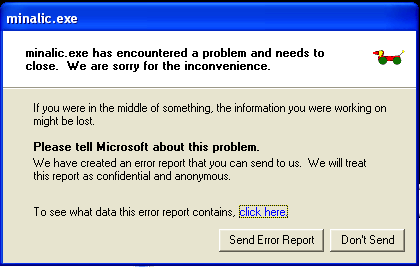 minalic.exe
minalic.exe has encountered a problem and needs to
close.  We are sorry for the inconvenience.
If you were in the middle of something, the information you were working on
might be lost.
Please tell Microsoft about this problem.
We have created an error report that you can send to us.  We will treat
this report as confidential and anonymous.
To see what data this error report contains, click here.
Send Error Report
Don't Send